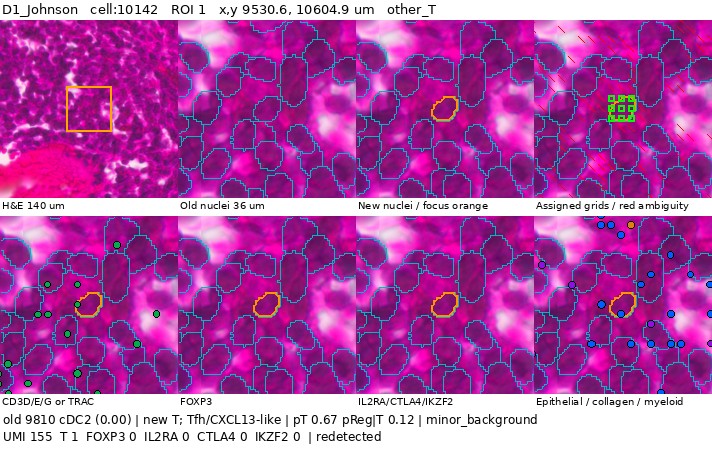 D1_Johnson   cell:10142   ROI 1   x,y 9530.6, 10604.9 um   other_T
H&E 140 um
Old nuclei 36 um
New nuclei / focus orange
Assigned grids / red ambiguity
CD3D/E/G or TRAC
FOXP3
IL2RA/CTLA4/IKZF2
Epithelial / collagen / myeloid
old 9810 cDC2 (0.00) | new T; Tfh/CXCL13-like | pT 0.67 pReg|T 0.12 | minor_background
UMI 155  T 1  FOXP3 0  IL2RA 0  CTLA4 0  IKZF2 0  | redetected